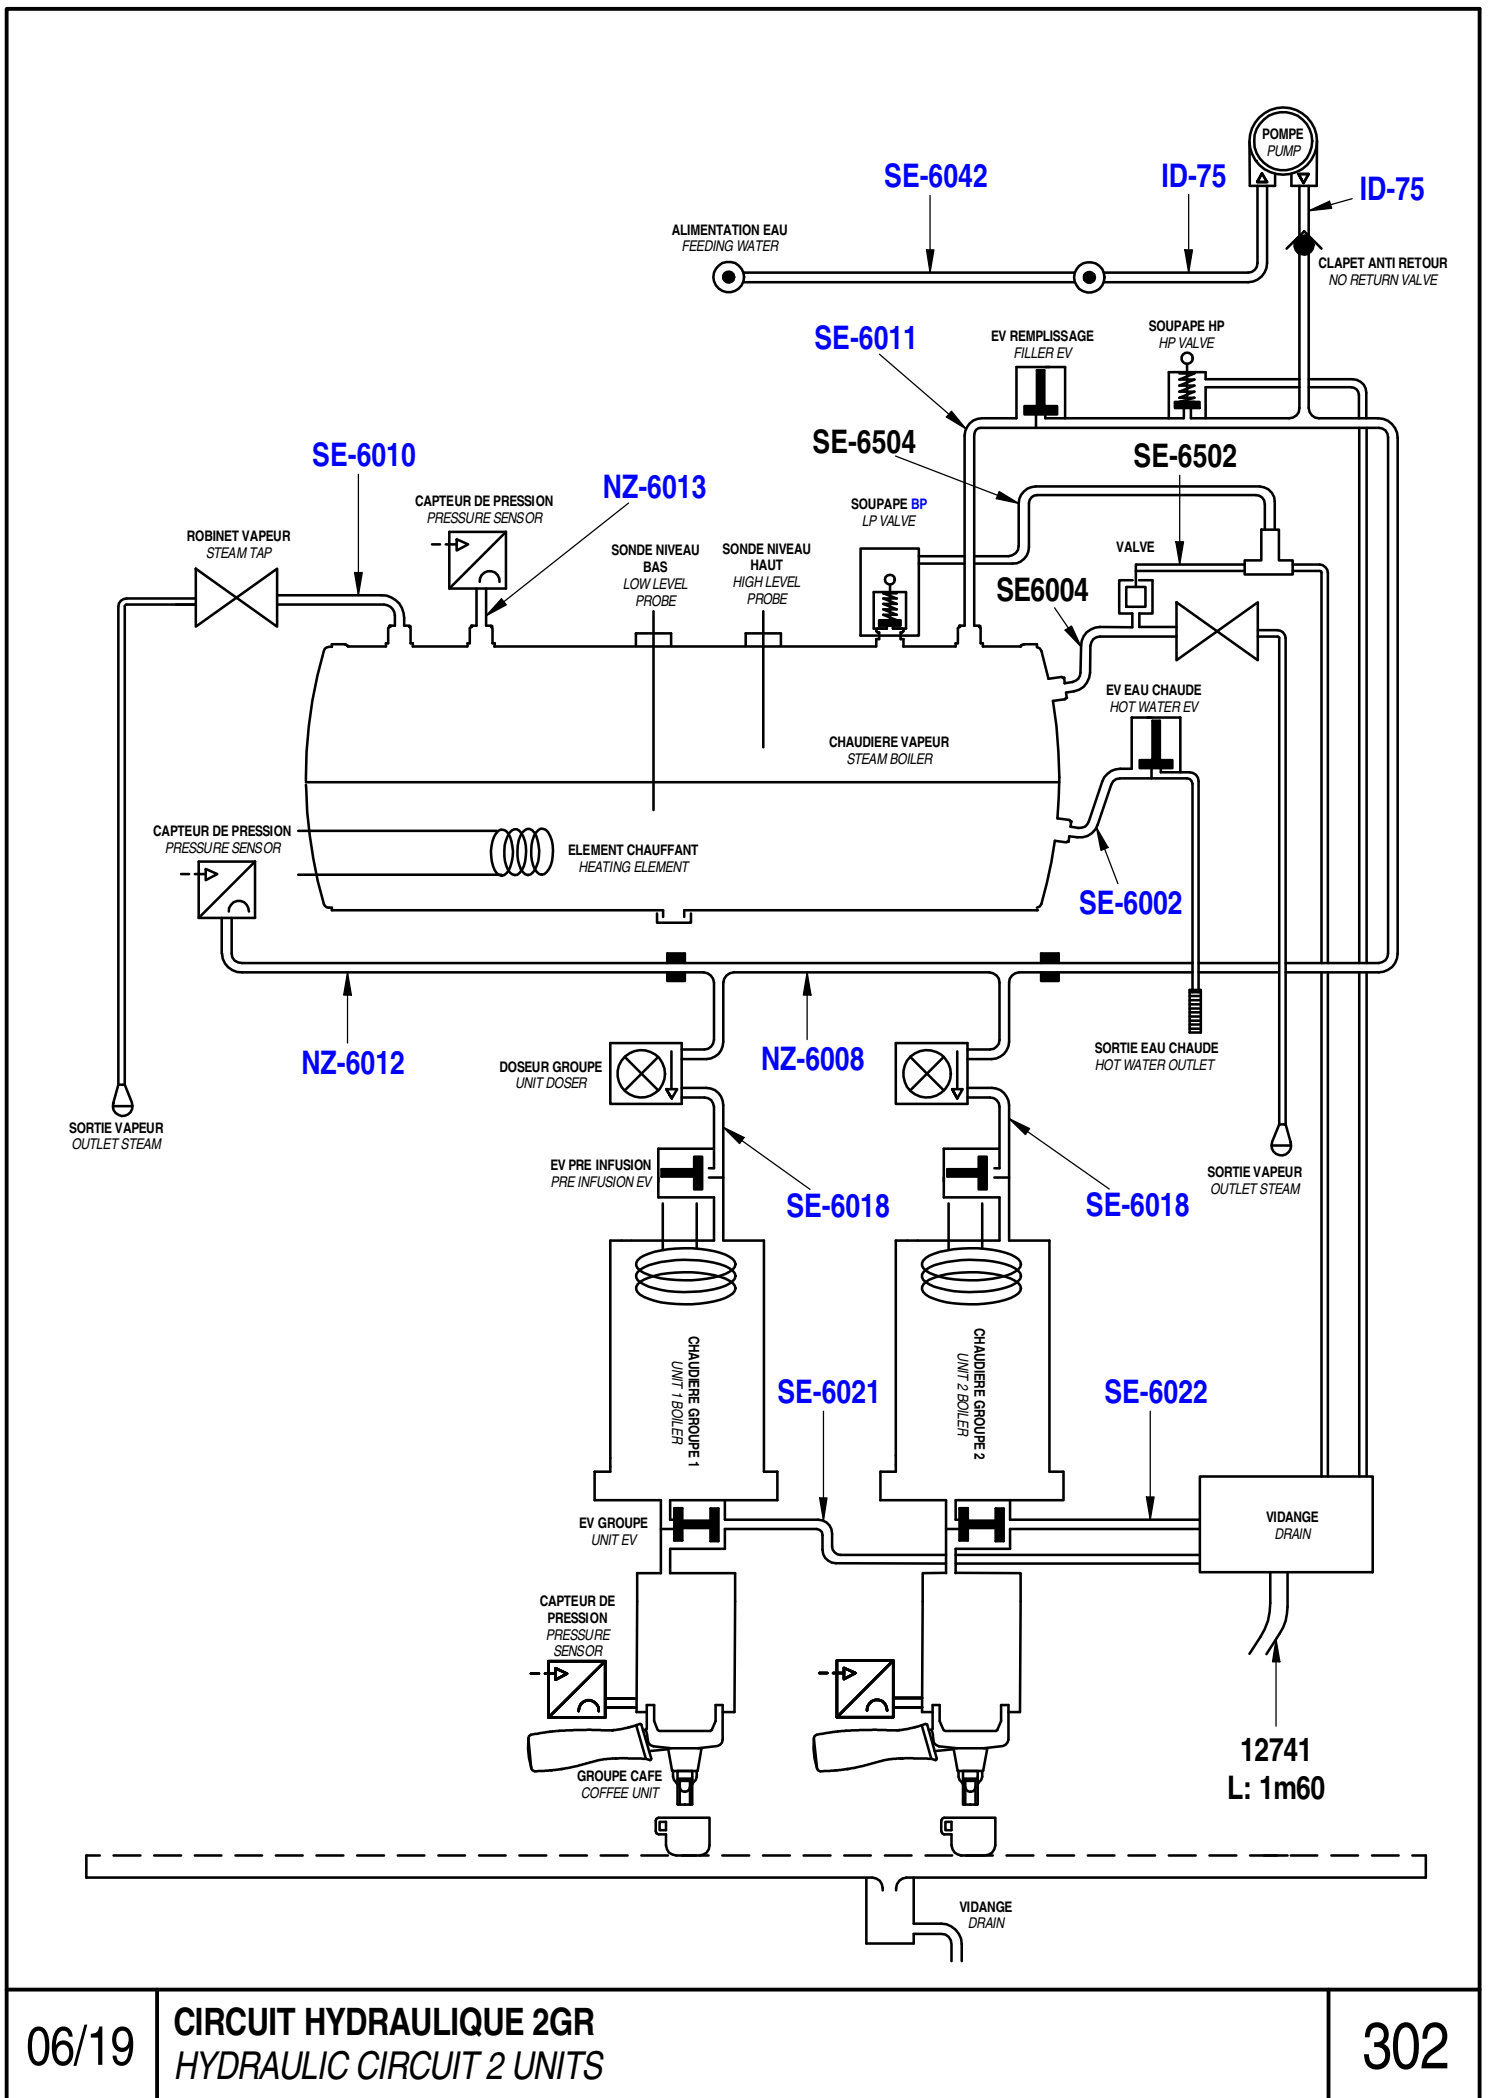 POMPE
PUMP
SE-6042
ID-75
ID-75
ALIMENTATION EAU
FEEDING WATER
CLAPET ANTI RETOUR
NO RETURN VALVE
SE-6011
EV REMPLISSAGE
FILLER EV
SOUPAPE HP
HP VALVE
SE-6504
SE-6502
SE-6010
CAPTEUR DE PRESSION
PRESSURE SENSOR
NZ-6013
SOUPAPE BP
LP VALVE
ROBINET VAPEUR
STEAM TAP
SONDE NIVEAU
BAS
LOW LEVEL
PROBE
SONDE NIVEAU
HAUT
HIGH LEVEL
PROBE
VALVE
SE6004
EV EAU CHAUDE
HOT WATER EV
CHAUDIERE VAPEUR
STEAM BOILER
CAPTEUR DE PRESSION
PRESSURE SENSOR
ELEMENT CHAUFFANT
HEATING ELEMENT
SE-6002
NZ-6012
DOSEUR GROUPE
UNIT DOSER
NZ-6008
SORTIE EAU CHAUDE
HOT WATER OUTLET
SORTIE VAPEUR
OUTLET STEAM
EV PRE INFUSION
PRE INFUSION EV
SE-6018
SE-6018
SORTIE VAPEUR
OUTLET STEAM
CHAUDIERE GROUPE 1
UNIT 1 BOILER
CHAUDIERE GROUPE 2
UNIT 2 BOILER
SE-6021
SE-6022
EV GROUPE
UNIT EV
VIDANGE
DRAIN
CAPTEUR DE
PRESSION
PRESSURE
SENSOR
12741
L: 1m60
GROUPE CAFE
COFFEE UNIT
VIDANGE
DRAIN
06/19
CIRCUIT HYDRAULIQUE 2GR
HYDRAULIC CIRCUIT 2 UNITS
302